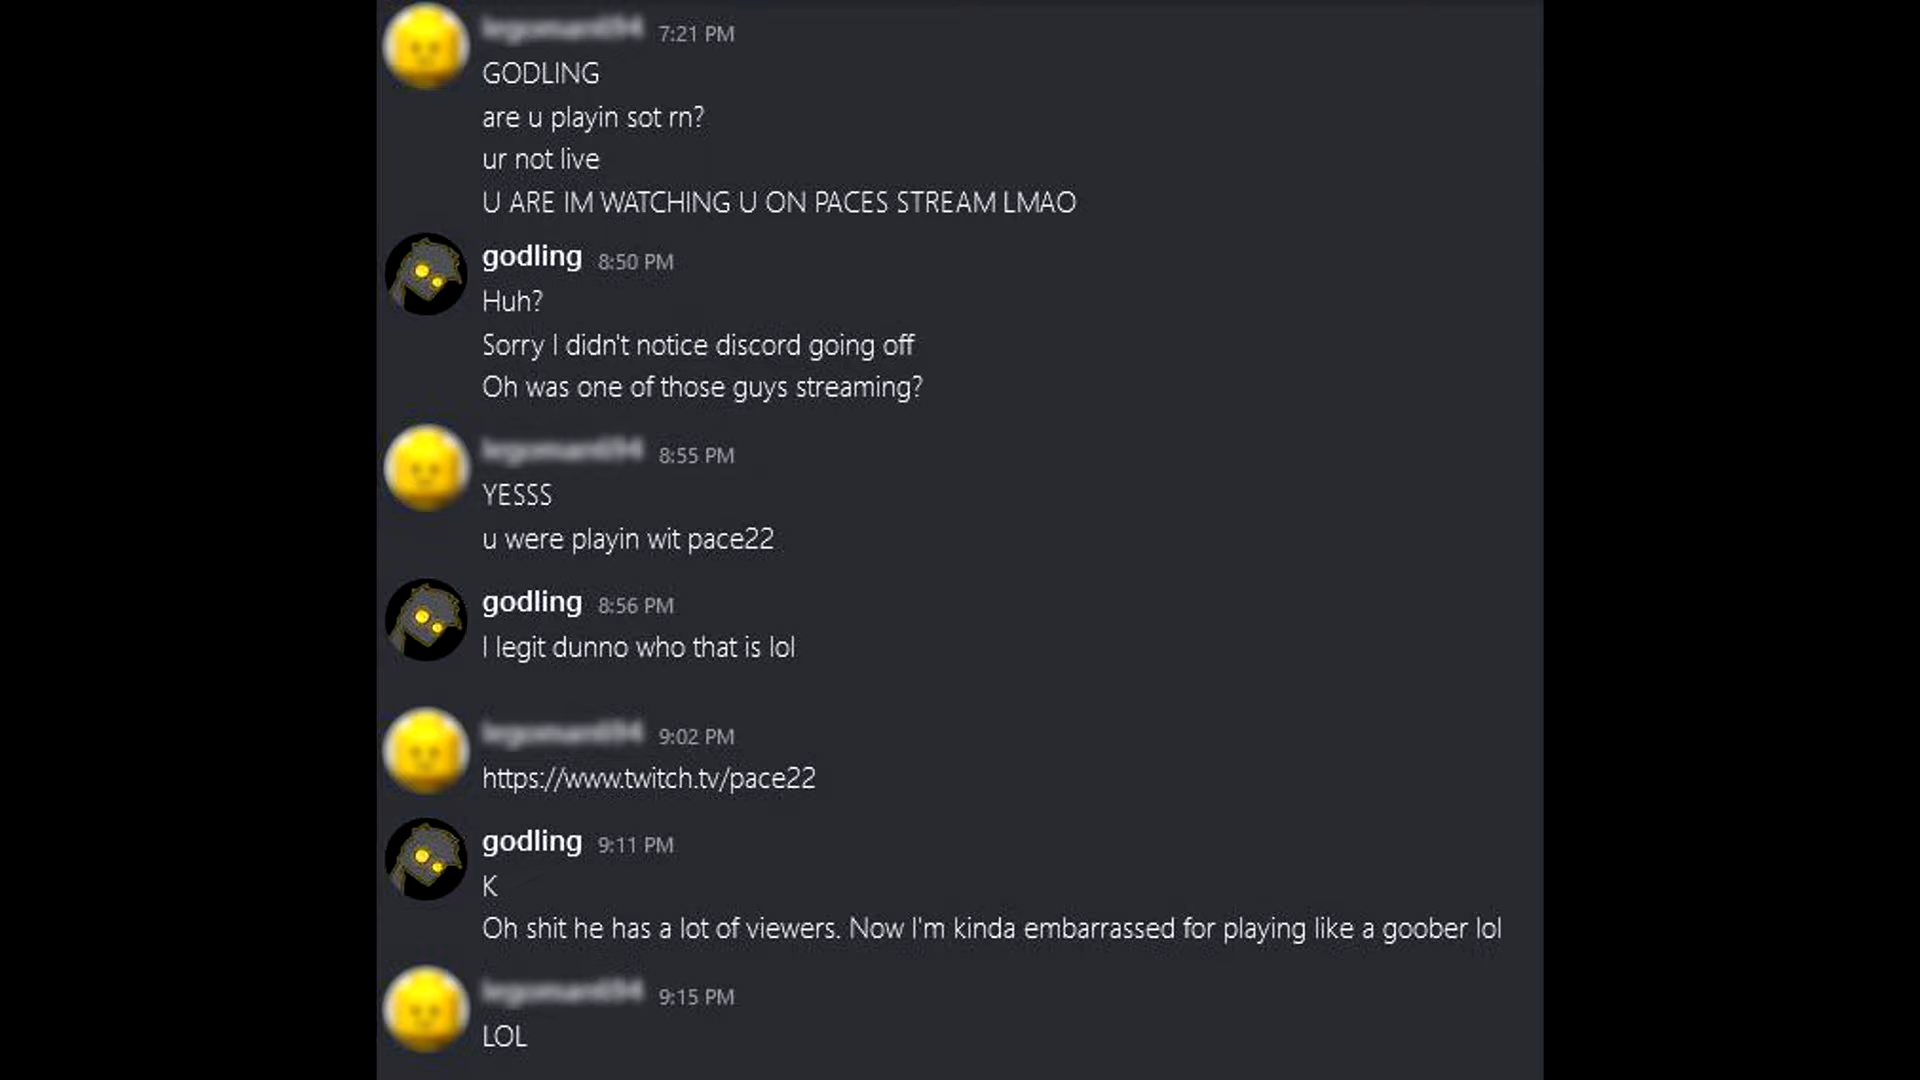 7:21 PM
GODLING
are u playin sot rn?
ur not live
U ARE IM WATCHING U ON PACES STREAM LMAO
godling 8:50 PM
Huh?
Sorry I didn't notice discord going off
Oh was one of those guys streaming?
8:55 PM
YESSS
u were playin wit pace22
godling 8:56 PM
I legit dunno who that is lol
9:02 PM
https://www.twitch.tv/pace22
godling 9:11 PM
K
Oh shit he has a lot of viewers. Now I'm kinda embarrassed for playing like a goober lol
9:15 PM
LOL